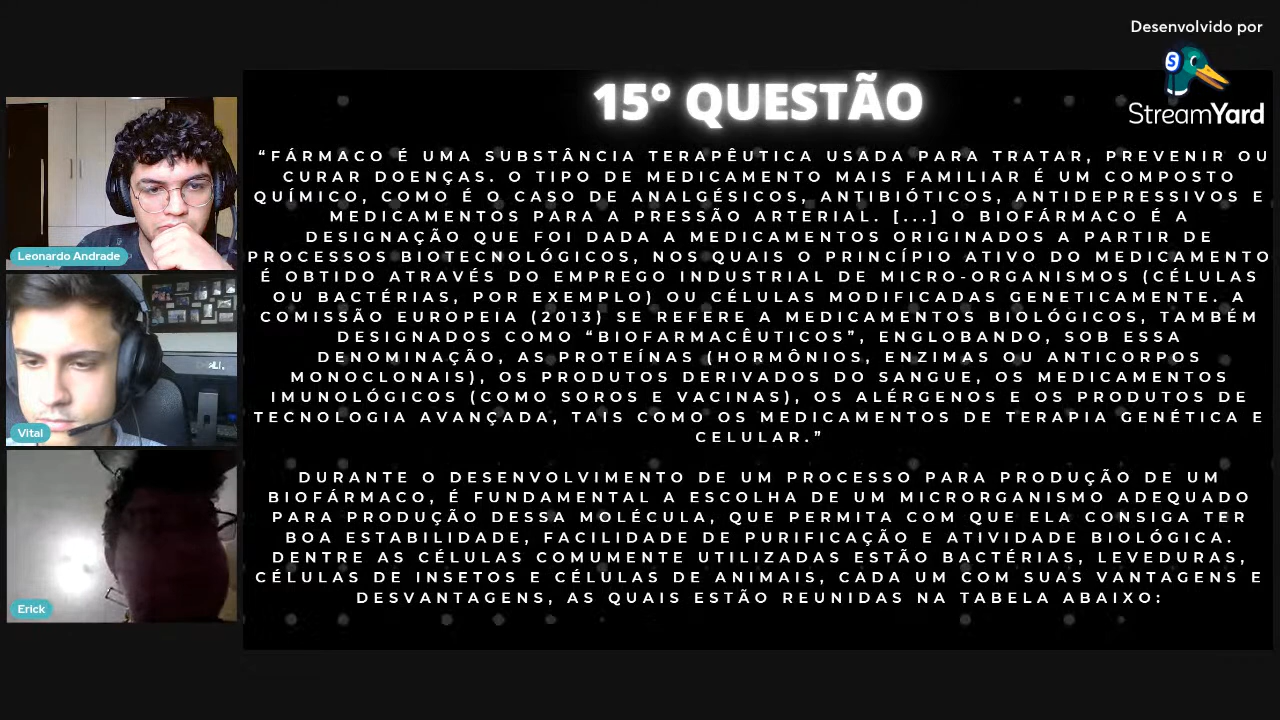 Desenvolvido por
StreamYard
15° QUESTÃO
“FÁRMACO É UMA SUBSTÂNCIA TERAPÊUTICA USADA PARA TRATAR, PREVENIR OU
CURAR DOENÇAS. O TIPO DE MEDICAMENTO MAIS FAMILIAR É UM COMPOSTO
QUÍMICO, COMO É O CASO DE ANALGÉSICOS, ANTIBIÓTICOS, ANTIDEPRESSIVOS E
MEDICAMENTOS PARA A PRESSÃO ARTERIAL. [...] O BIOFÁRMACO É A
DESIGNAÇÃO QUE FOI DADA A MEDICAMENTOS ORIGINADOS A PARTIR DE
PROCESSOS BIOTECNOLÓGICOS, NOS QUAIS O PRINCÍPIO ATIVO DO MEDICAMENTO
É OBTIDO ATRAVÉS DO EMPREGO INDUSTRIAL DE MICRO-ORGANISMOS (CÉLULAS
OU BACTÉRIAS, POR EXEMPLO) OU CÉLULAS MODIFICADAS GENETICAMENTE. A
COMISSÃO EUROPEIA (2013) SE REFERE A MEDICAMENTOS BIOLÓGICOS, TAMBÉM
DESIGNADOS COMO “BIOFARMACÊUTICOS”, ENGLOBANDO, SOB ESSA
DENOMINAÇÃO, AS PROTEÍNAS (HORMÔNIOS, ENZIMAS OU ANTICORPOS
MONOCLONAIS), OS PRODUTOS DERIVADOS DO SANGUE, OS MEDICAMENTOS
IMUNOLÓGICOS (COMO SOROS E VACINAS), OS ALÉRGENOS E OS PRODUTOS DE
TECNOLOGIA AVANÇADA, TAIS COMO OS MEDICAMENTOS DE TERAPIA GENÉTICA E
CELULAR.”
DURANTE O DESENVOLVIMENTO DE UM PROCESSO PARA PRODUÇÃO DE UM
BIOFÁRMACO, É FUNDAMENTAL A ESCOLHA DE UM MICRORGANISMO ADEQUADO
PARA PRODUÇÃO DESSA MOLÉCULA, QUE PERMITA COM QUE ELA CONSIGA TER
BOA ESTABILIDADE, FACILIDADE DE PURIFICAÇÃO E ATIVIDADE BIOLÓGICA.
DENTRE AS CÉLULAS COMUMENTE UTILIZADAS ESTÃO BACTÉRIAS, LEVEDURAS,
CÉLULAS DE INSETOS E CÉLULAS DE ANIMAIS, CADA UM COM SUAS VANTAGENS E
DESVANTAGENS, AS QUAIS ESTÃO REUNIDAS NA TABELA ABAIXO:
Leonardo Andrade
Vital
Erick